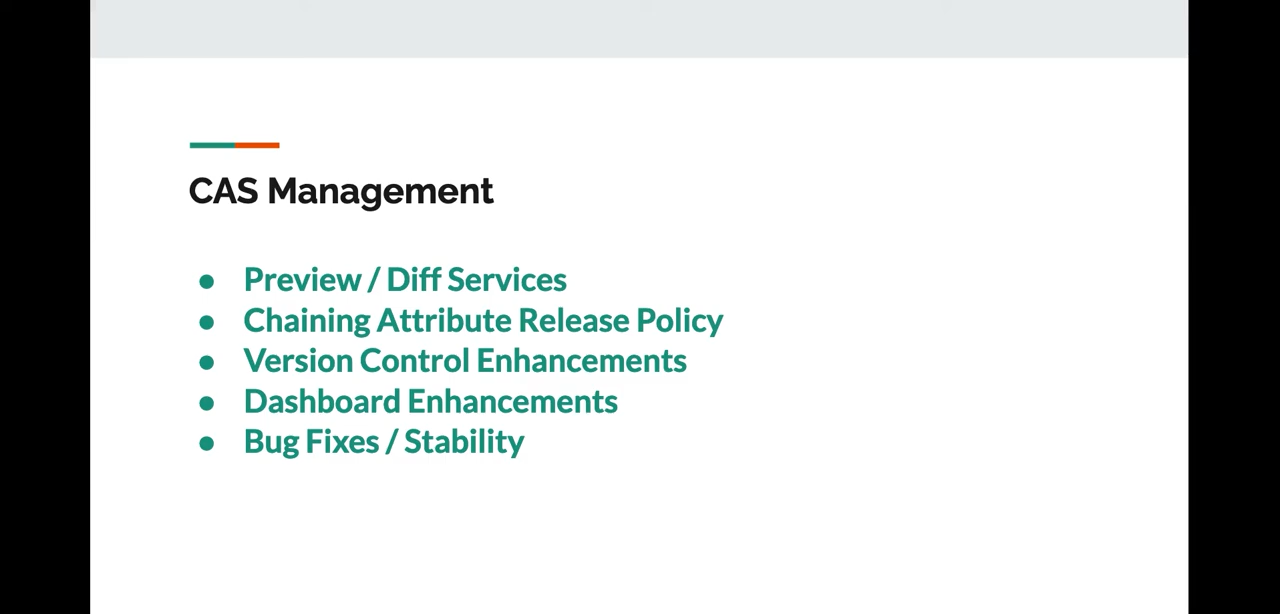 CAS Management
● Preview / Diff Services
● Chaining Attribute Release Policy
● Version Control Enhancements
● Dashboard Enhancements
● Bug Fixes / Stability